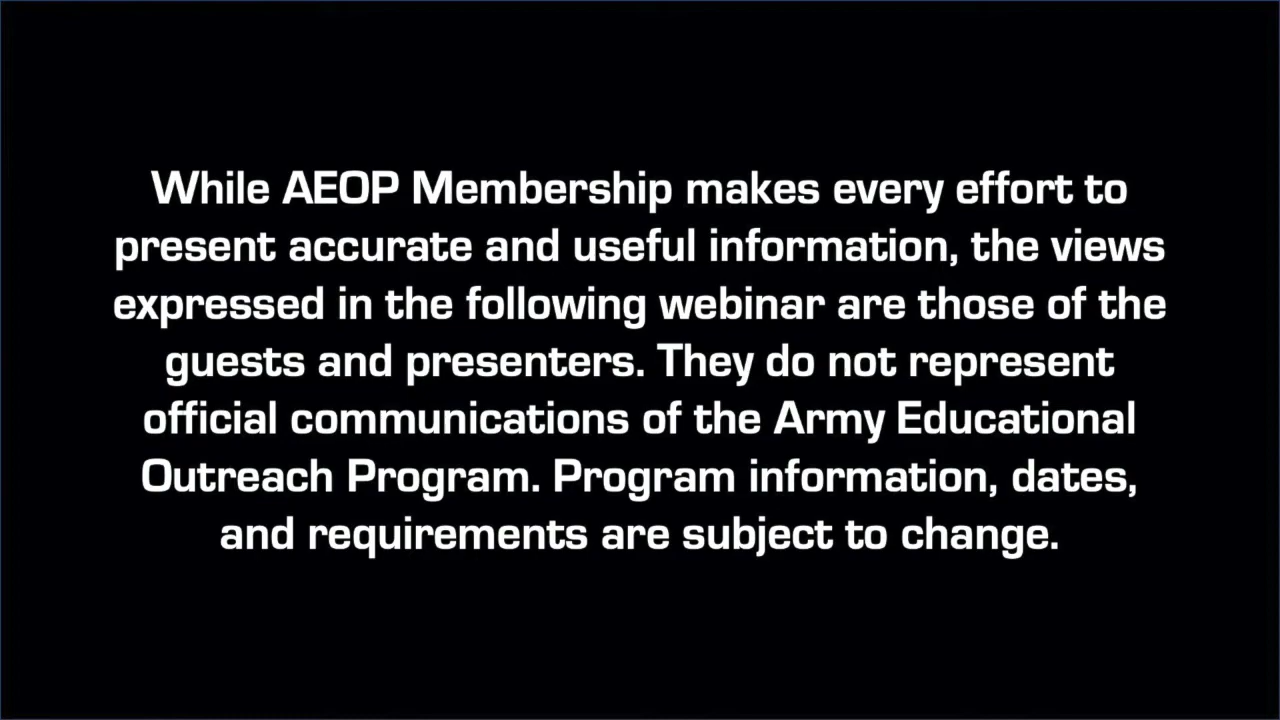 While AEOP Membership makes every effort to
present accurate and useful information, the views
expressed in the following webinar are those of the
guests and presenters. They do not represent
official communications of the Army Educational
Outreach Program. Program information, dates,
and requirements are subject to change.